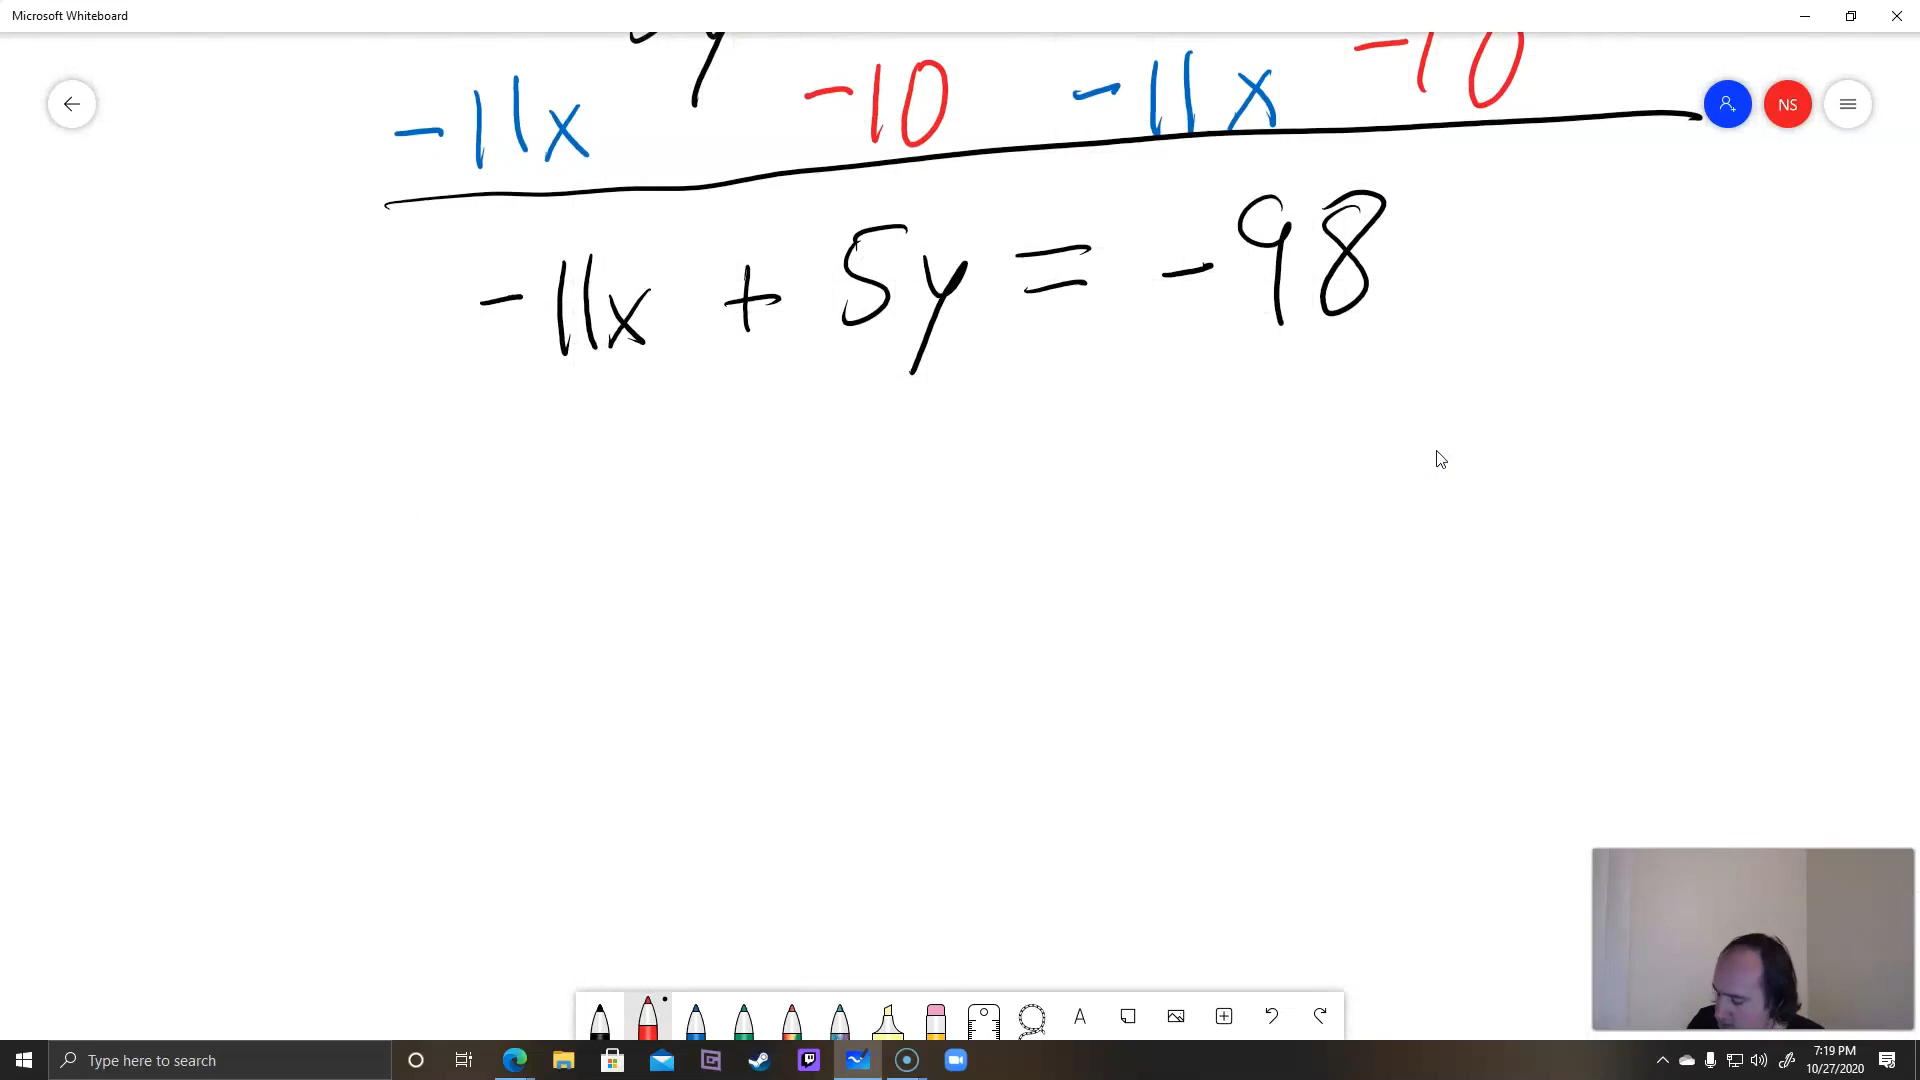 Microsoft Whiteboard
y
-11x -10 -11x -10
NS
-11x + 5y = -98
A
Type here to search
7:19 PM
10/27/2020